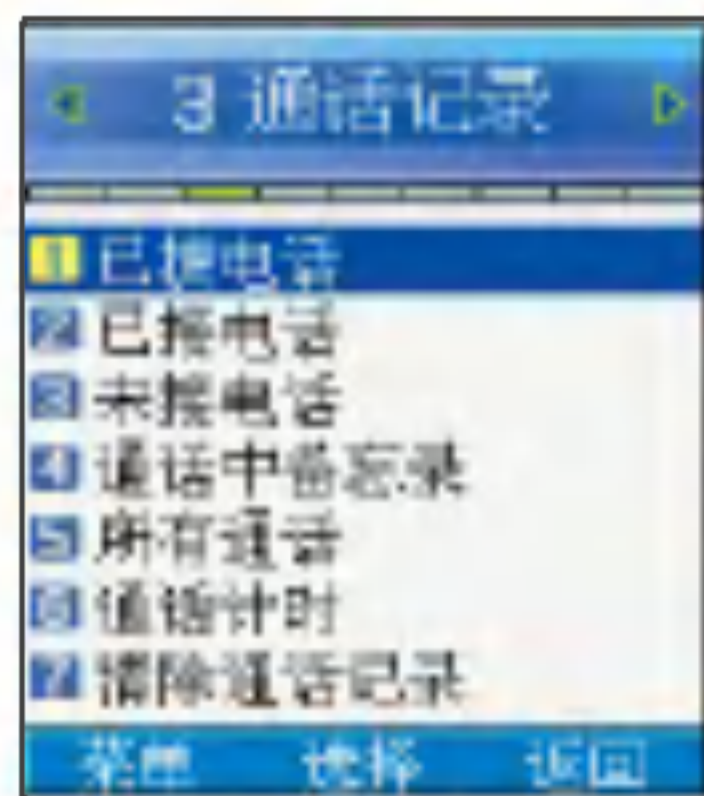 3 通话记录
1 已拨电话
2 已接电话
3 未接电话
4 通话中备忘录
5 所有通话
6 通话计时
7 清除通话记录
菜单 选择 返回